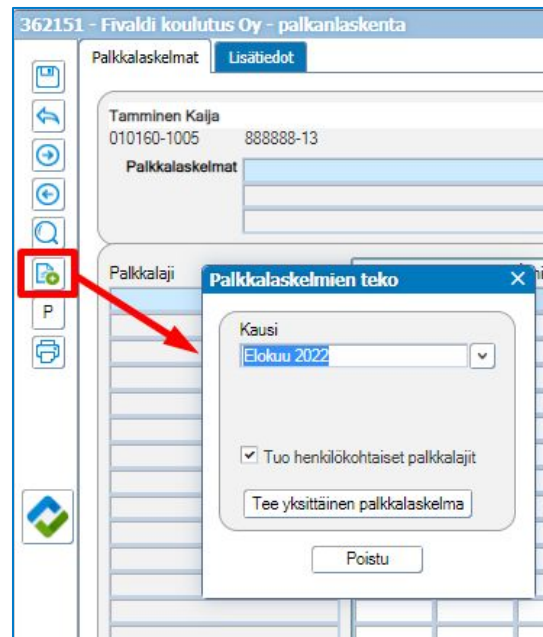 362151 - Fivaldi koulutus Oy - palkanlaskenta
Palkkalaskelmat Lisätiedot
Tamminen Kaija
010160-1005 888888-13
Palkkalaskelmat
Palkkalaji
Palkkalaskelmien teko
Kausi
Elokuu 2022
P
Tuo henkilökohtaiset palkkalajit
Tee yksittäinen palkkalaskelma
Poistu